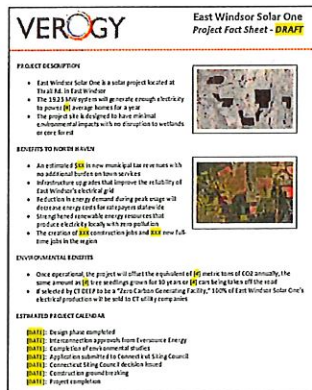 VEROGY
East Windsor Solar One
Project Fact Sheet - DRAFT
PROJECT DESCRIPTION
• East Windsor Solar One is a solar project located at
Thrall Rd. in East Windsor
• The 19.25 MW system will generate enough electricity
to power [#] average homes for a year
• The project site is designed to have minimal
environmental impacts with no disruption to wetlands
or core forest
BENEFITS TO NORTH HAVEN
• An estimated $XX in new municipal tax revenues with
no additional burden on town services
• Infrastructure upgrades that improve the reliability of
East Windsor's electrical grid
• Reduction in energy demand during peak usage will
decrease energy costs for ratepayers statewide
• Strengthened renewable energy resources that
produce electricity locally with zero pollution
• The creation of XXX construction jobs and XXX new full-
time jobs in the region
ENVIRONMENTAL BENEFITS
• Once operational, the project will offset the equivalent of [#] metric tons of CO2 annually, the
same amount as [#] tree seedlings grown for 10 years or [#] cars being taken off the road
• If selected by CT DEEP to be a "Zero Carbon Generating Facility," 100% of East Windsor Solar One's
electrical production will be sold to CT utility companies
ESTIMATED PROJECT CALENDAR
[DATE]: Design phase completed
[DATE]: Interconnection approvals from Eversource Energy
[DATE]: Completion of environmental studies
[DATE]: Application submitted to Connecticut Siting Council
[DATE]: Connecticut Siting Council decision issued
[DATE]: Construction groundbreaking
[DATE]: Project completion